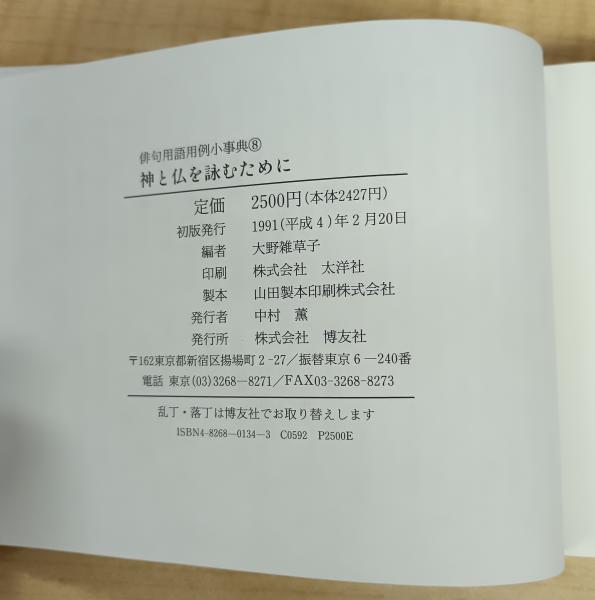 俳句用語用例小事典⑧
神と仏を詠むために
定価 2500円(本体2427円)
初版発行 1991(平成4)年2月20日
編者 大野雑草子
印刷 株式会社 太洋社
製本 山田製本印刷株式会社
発行者 中村 薫
発行所 株式会社 博友社
〒162東京都新宿区揚場町2-27/振替東京6―240番
電話 東京(03)3268―8271/FAX03-3268-8273
乱丁・落丁は博友社でお取り替えします
ISBN4-8268―0134―3 C0592 P2500E